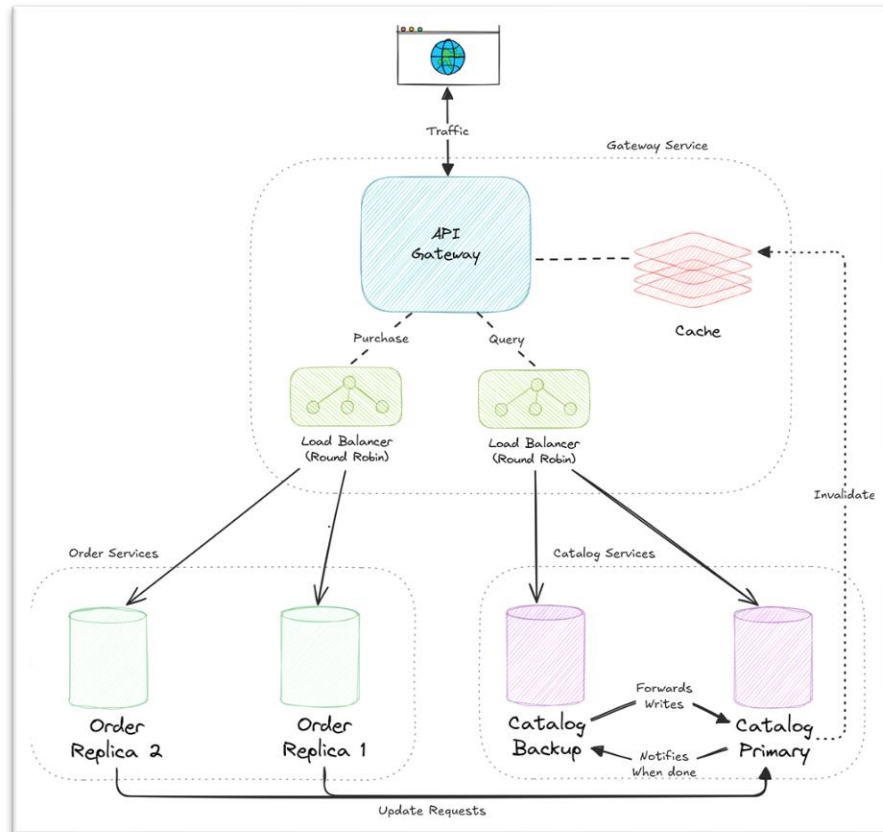 Traffic
Gateway Service
API
Gateway
Cache
Purchase
Query
Load Balancer
(Round Robin)
Load Balancer
(Round Robin)
Invalidate
Order Services
Catalog Services
Order
Replica 2
Order
Replica 1
Catalog
Backup
Forwards
Writes
Notifies
When done
Catalog
Primary
Update Requests